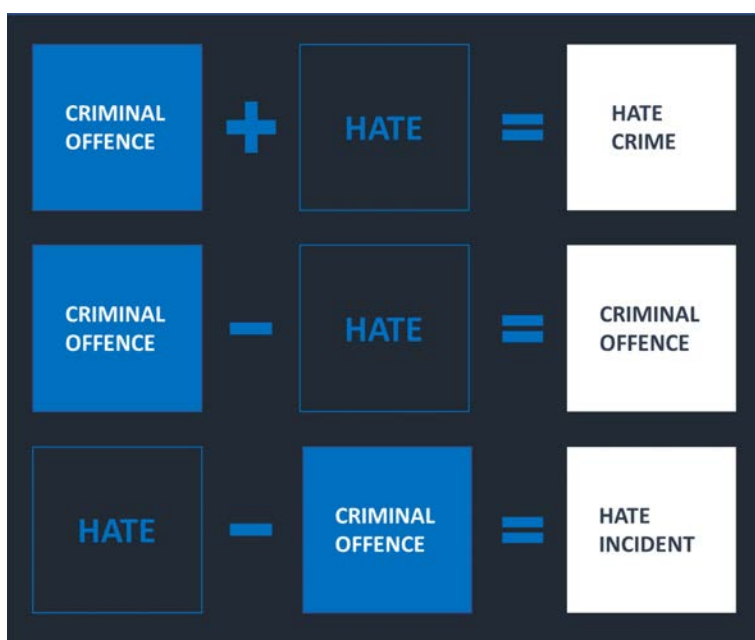 CRIMINAL
OFFENCE
+
HATE
=
HATE
CRIME
CRIMINAL
OFFENCE
-
HATE
=
CRIMINAL
OFFENCE
HATE
-
CRIMINAL
OFFENCE
=
HATE
INCIDENT